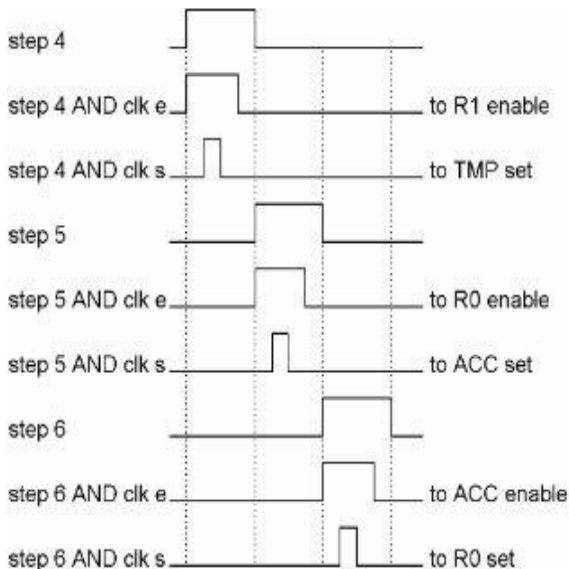 step 4
step 4 AND clk e to R1 enable
step 4 AND clk s to TMP set
step 5
step 5 AND clk e to R0 enable
step 5 AND clk s to ACC set
step 6
step 6 AND clk e to ACC enable
step 6 AND clk s to R0 set